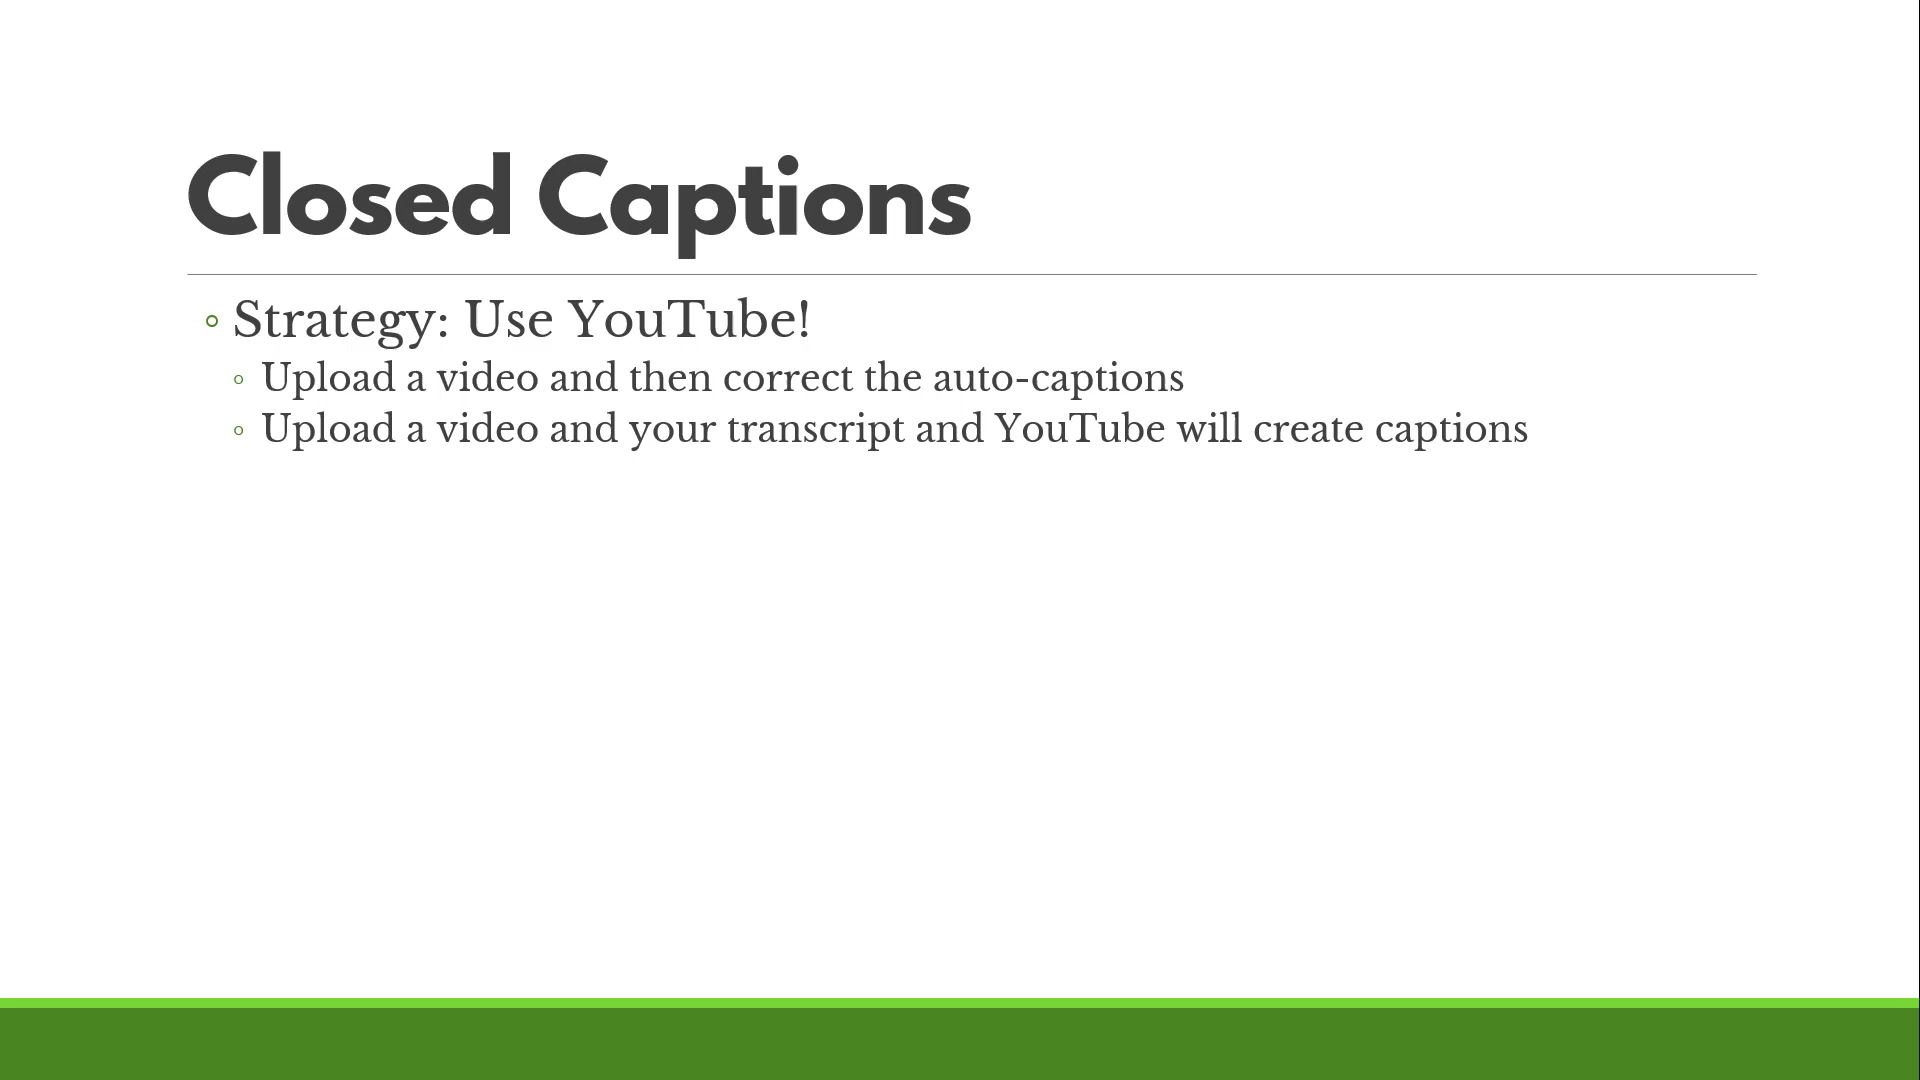 Closed Captions
Strategy: Use YouTube!
Upload a video and then correct the auto-captions
Upload a video and your transcript and YouTube will create captions